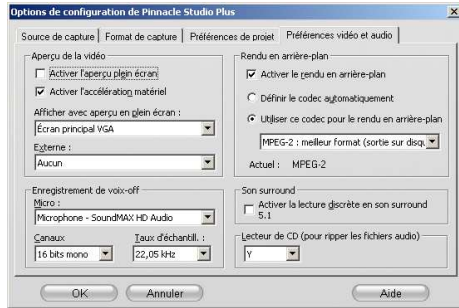 Options de configuration de Pinnacle Studio Plus
Source de capture | Format de capture | Préférences de projet | Préférences vidéo et audio
Aperçu de la vidéo
Activer l'aperçu plein écran
Activer l'accélération matériel
Afficher avec aperçu en plein écran :
Écran principal VGA
Externe :
Aucun
Rendu en arrière-plan
Activer le rendu en arrière-plan
Définir le codec automatiquement
Utiliser ce codec pour le rendu en arrière-plan
MPEG-2 : meilleur format (sortie sur disqu
Actuel : MPEG-2
Enregistrement de voix-off
Micro :
Microphone - SoundMAX HD Audio
Canaux
Taux d'échantill. :
16 bits mono
22,05 kHz
Son surround
Activer la lecture discrète en son surround
5.1
Lecteur de CD (pour ripper les fichiers audio)
Y
OK
Annuler
Aide